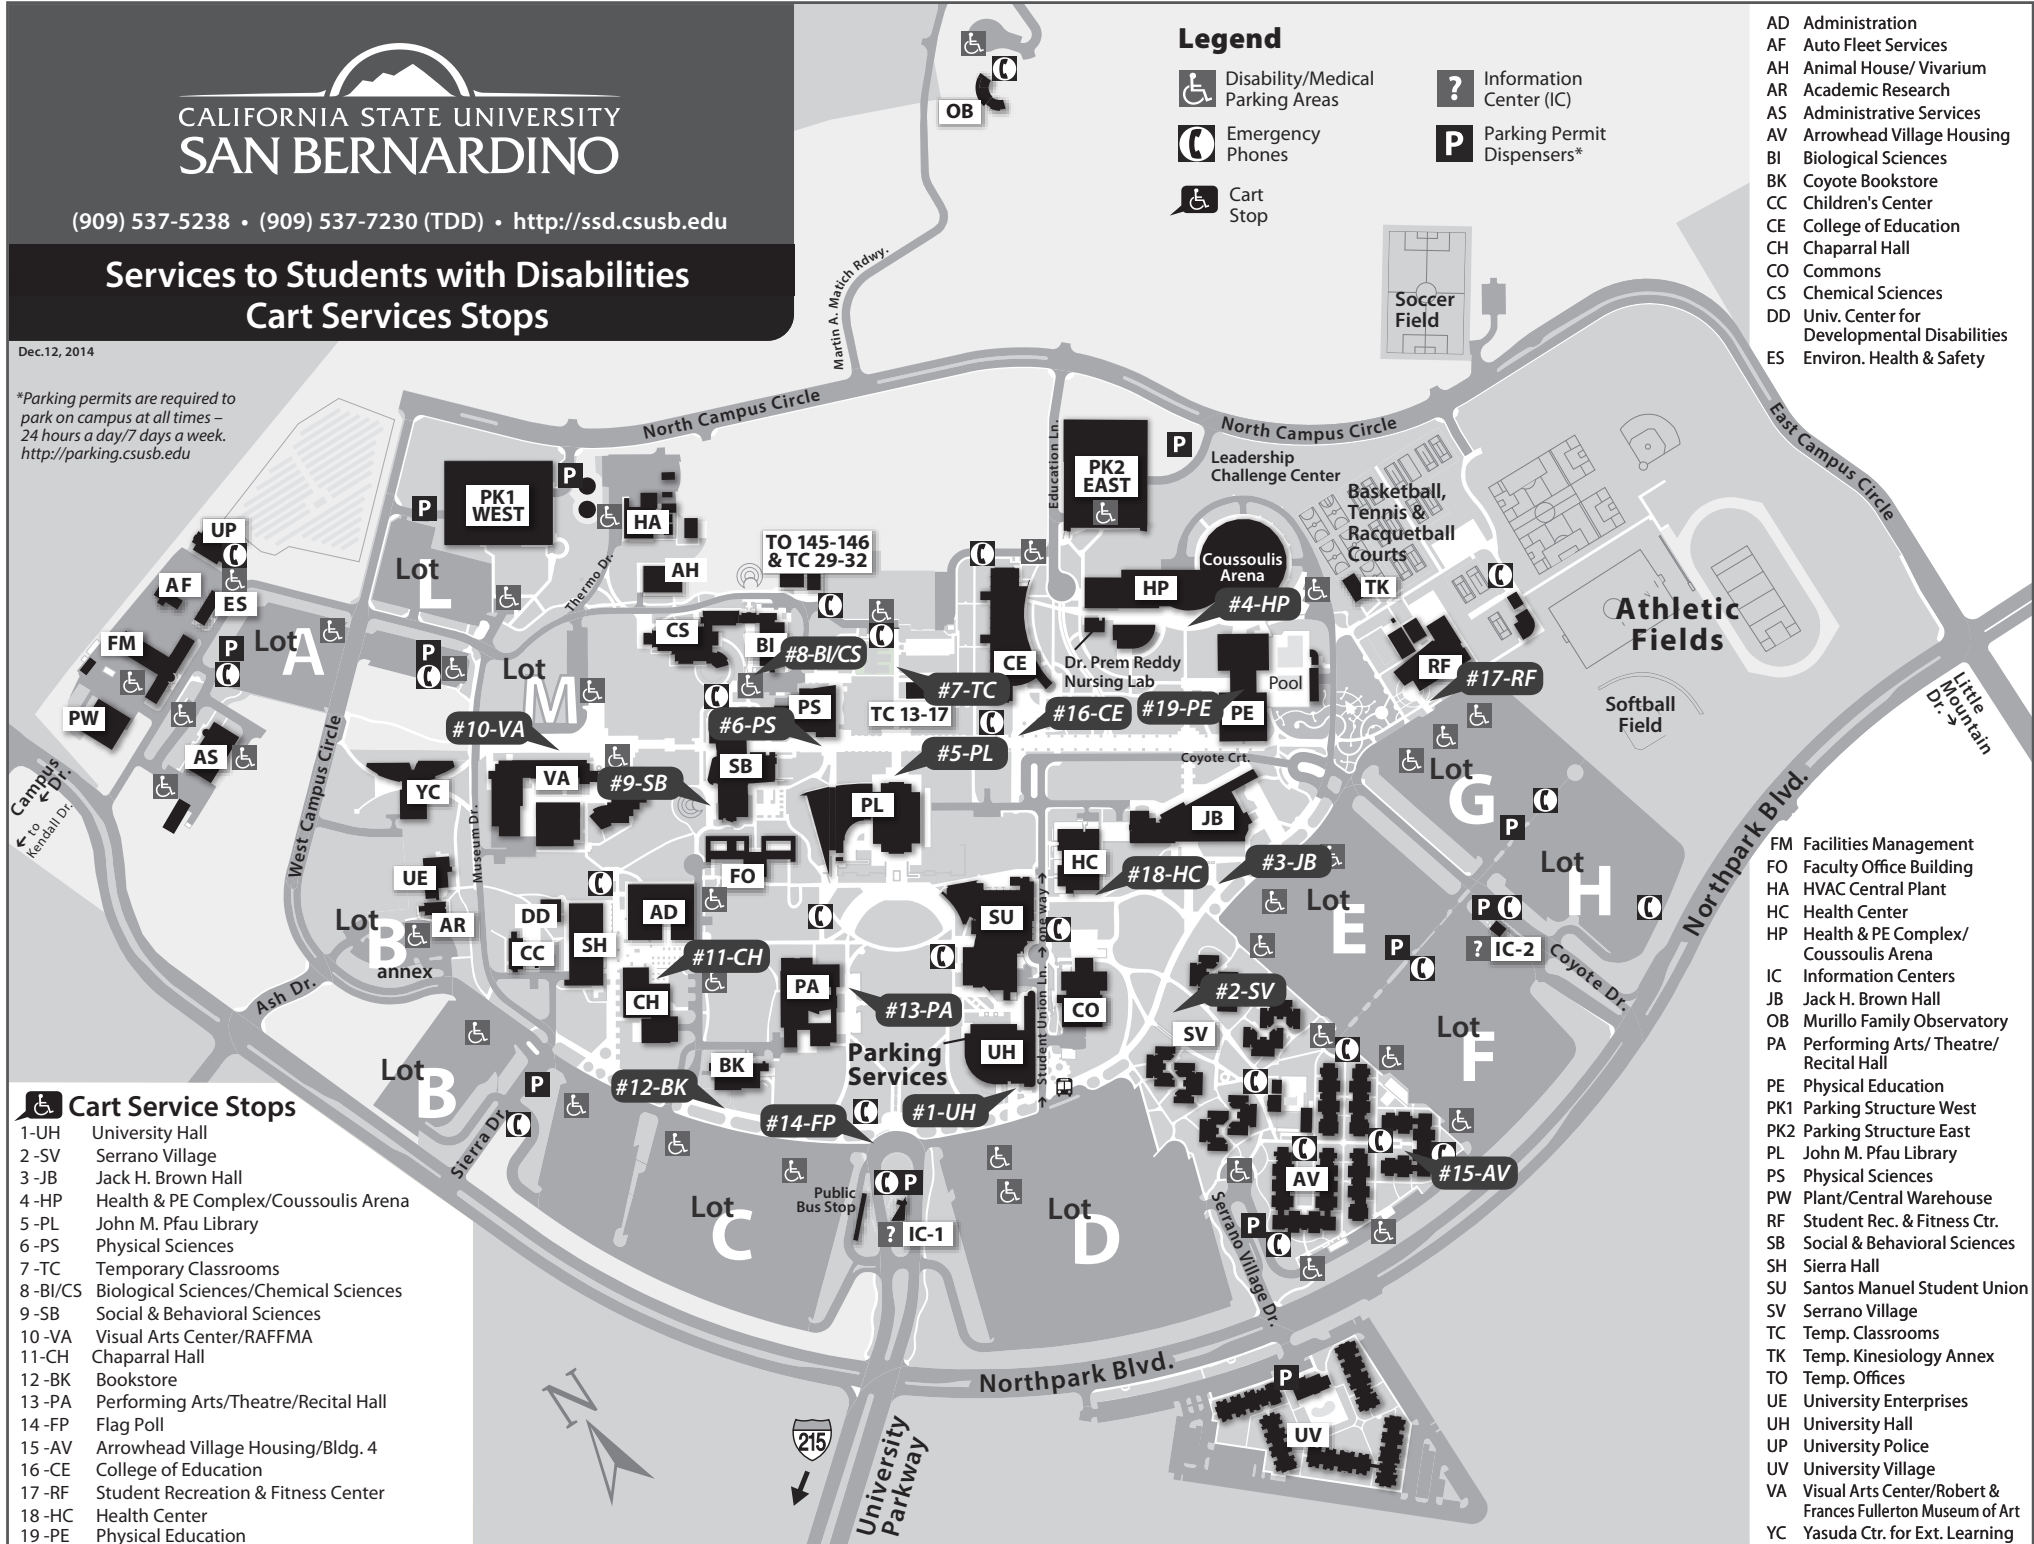 CALIFORNIA STATE UNIVERSITY
SAN BERNARDINO
(909) 537-5238 • (909) 537-7230 (TDD) • http://ssd.csusb.edu
Services to Students with Disabilities
Cart Services Stops
Dec.12, 2014
*Parking permits are required to
park on campus at all times –
24 hours a day/7 days a week.
http://parking.csusb.edu
Legend
Disability/Medical
Parking Areas
Emergency
Phones
Cart
Stop
? Information
Center (IC)
P Parking Permit
Dispensers*
AD Administration
AF Auto Fleet Services
AH Animal House/ Vivarium
AR Academic Research
AS Administrative Services
AV Arrowhead Village Housing
BI Biological Sciences
BK Coyote Bookstore
CC Children's Center
CE College of Education
CH Chaparral Hall
CO Commons
CS Chemical Sciences
DD Univ. Center for
Developmental Disabilities
ES Environ. Health & Safety
FM Facilities Management
FO Faculty Office Building
HA HVAC Central Plant
HC Health Center
HP Health & PE Complex/
Coussoulis Arena
IC Information Centers
JB Jack H. Brown Hall
OB Murillo Family Observatory
PA Performing Arts/ Theatre/
Recital Hall
PE Physical Education
PK1 Parking Structure West
PK2 Parking Structure East
PL John M. Pfau Library
PS Physical Sciences
PW Plant/Central Warehouse
RF Student Rec. & Fitness Ctr.
SB Social & Behavioral Sciences
SH Sierra Hall
SU Santos Manuel Student Union
SV Serrano Village
TC Temp. Classrooms
TK Temp. Kinesiology Annex
TO Temp. Offices
UE University Enterprises
UH University Hall
UP University Police
UV University Village
VA Visual Arts Center/Robert &
Frances Fullerton Museum of Art
YC Yasuda Ctr. for Ext. Learning
Cart Service Stops
1-UH University Hall
2 -SV Serrano Village
3 -JB Jack H. Brown Hall
4 -HP Health & PE Complex/Coussoulis Arena
5 -PL John M. Pfau Library
6 -PS Physical Sciences
7 -TC Temporary Classrooms
8 -BI/CS Biological Sciences/Chemical Sciences
9 -SB Social & Behavioral Sciences
10 -VA Visual Arts Center/RAFFMA
11-CH Chaparral Hall
12 -BK Bookstore
13 -PA Performing Arts/Theatre/Recital Hall
14 -FP Flag Poll
15 -AV Arrowhead Village Housing/Bldg. 4
16 -CE College of Education
17 -RF Student Recreation & Fitness Center
18 -HC Health Center
19 -PE Physical Education
OB
Martin A. Matich Rdwy.
Soccer
Field
North Campus Circle
North Campus Circle
East Campus Circle
Education Ln.
PK2
EAST
P
Leadership
Challenge Center
Basketball,
Tennis &
Racquetball
Courts
PK1
WEST
P
P
HA
UP
AF
ES
FM
PW
AS
P
Lot
A
Lot
L
Thermo Dr.
AH
TO 145-146
& TC 29-32
Coussoulis
Arena
HP
#4-HP
TK
Athletic
Fields
CS
BI
#8-BI/CS
P
Lot
M
CE
Dr. Prem Reddy
Nursing Lab
Pool
RF
#17-RF
#7-TC
PS
#6-PS
TC 13-17
#16-CE
#19-PE
PE
Softball
Field
Little
Mountain
Dr. →
#10-VA
#5-PL
Coyote Crt.
Campus
← Dr.
← to
Kendall Dr.
West Campus Circle
YC
VA
#9-SB
SB
PL
JB
Lot
G
P
Museum Dr.
Northpark Blvd.
FO
HC
#18-HC
#3-JB
Lot
H
UE
AR
Lot
B
annex
DD
CC
SH
AD
SU
Lot
E
P
? IC-2
P
Coyote Dr.
#11-CH
CH
PA
#13-PA
Student Union Ln. → one way →
CO
#2-SV
SV
Ash Dr.
Lot
F
Parking
Services
UH
BK
#12-BK
#14-FP
#1-UH
Lot
B
P
Sierra Dr.
AV
#15-AV
P
Serrano Village Dr.
Lot
C
Public
Bus Stop
P
? IC-1
Lot
D
Northpark Blvd.
215
University
Parkway
N
P
UV